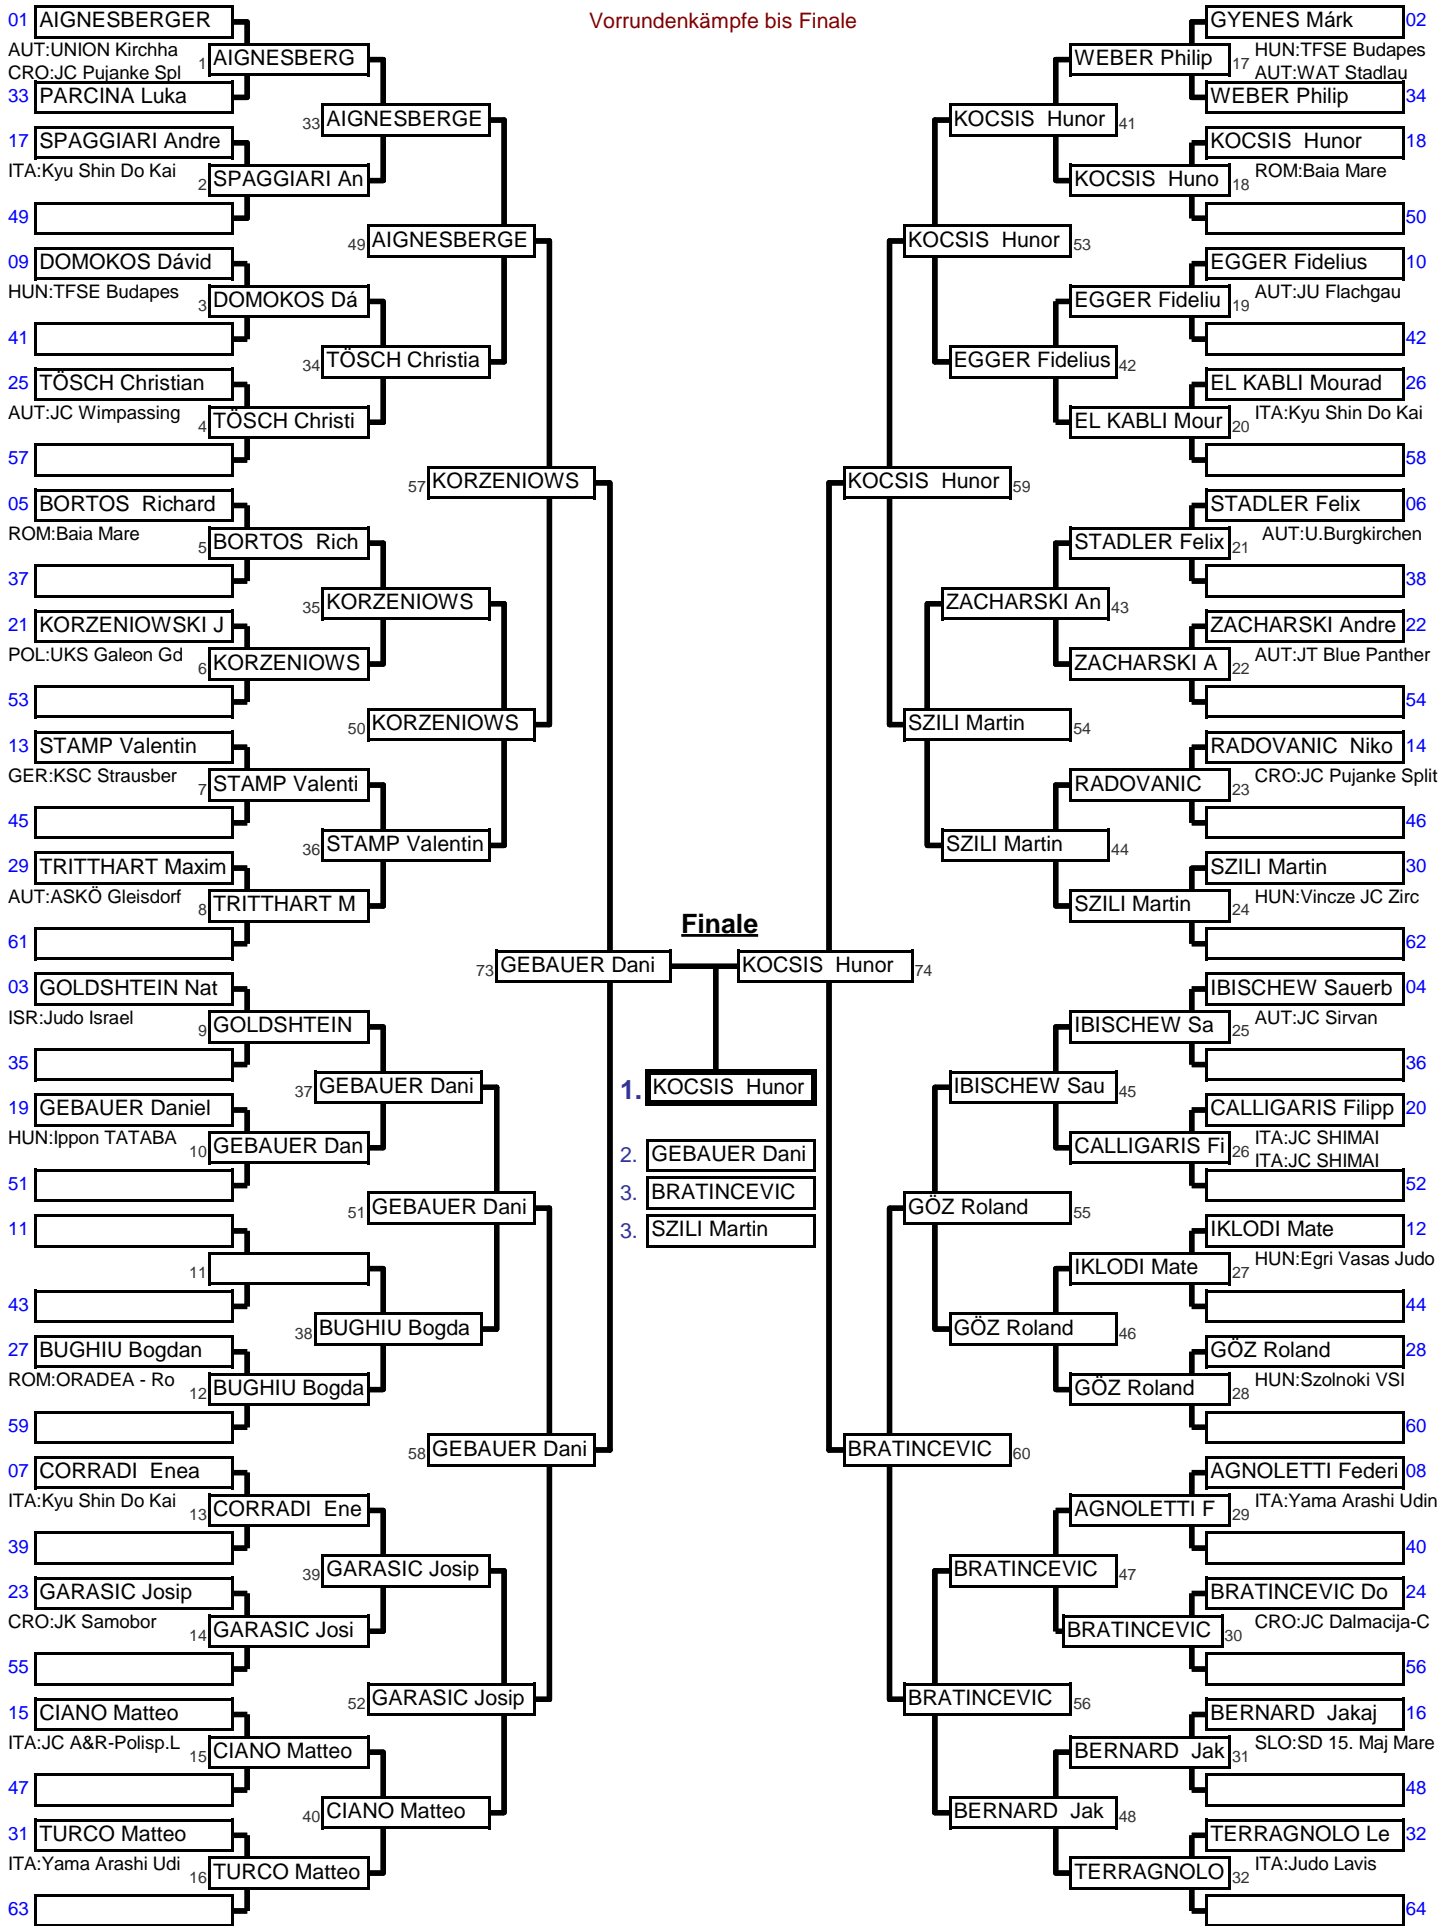 Vorrundenkämpfe bis Finale
01 AIGNESBERGER
AUT:UNION Kirchha
1 AIGNESBERG
CRO:JC Pujanke Spl
33 PARCINA Luka
33 AIGNESBERGE
17 SPAGGIARI Andre
ITA:Kyu Shin Do Kai
2 SPAGGIARI An
49
49 AIGNESBERGE
09 DOMOKOS Dávid
HUN:TFSE Budapes
3 DOMOKOS Dá
41
34 TÖSCH Christia
25 TÖSCH Christian
AUT:JC Wimpassing
4 TÖSCH Christi
57
57 KORZENIOWS
05 BORTOS Richard
ROM:Baia Mare
5 BORTOS Rich
37
35 KORZENIOWS
21 KORZENIOWSKI J
POL:UKS Galeon Gd
6 KORZENIOWS
53
50 KORZENIOWS
13 STAMP Valentin
GER:KSC Strausber
7 STAMP Valenti
45
36 STAMP Valentin
29 TRITTHART Maxim
AUT:ASKÖ Gleisdorf
8 TRITTHART M
61
73 GEBAUER Dani
03 GOLDSHTEIN Nat
ISR:Judo Israel
9 GOLDSHTEIN
35
37 GEBAUER Dani
19 GEBAUER Daniel
HUN:Ippon TATABA
10 GEBAUER Dan
51
51 GEBAUER Dani
11
11
43
38 BUGHIU Bogda
27 BUGHIU Bogdan
ROM:ORADEA - Ro
12 BUGHIU Bogda
59
58 GEBAUER Dani
07 CORRADI Enea
ITA:Kyu Shin Do Kai
13 CORRADI Ene
39
39 GARASIC Josip
23 GARASIC Josip
CRO:JK Samobor
14 GARASIC Josi
55
52 GARASIC Josip
15 CIANO Matteo
ITA:JC A&R-Polisp.L
15 CIANO Matteo
47
40 CIANO Matteo
31 TURCO Matteo
ITA:Yama Arashi Udi
16 TURCO Matteo
63
Finale
1. KOCSIS Hunor
2. GEBAUER Dani
3. BRATINCEVIC
3. SZILI Martin
GYENES Márk 02
HUN:TFSE Budapes
WEBER Philip 17
AUT:WAT Stadlau
WEBER Philip 34
KOCSIS Hunor 41
KOCSIS Hunor 18
ROM:Baia Mare
KOCSIS Huno 18
50
KOCSIS Hunor 53
EGGER Fidelius 10
AUT:JU Flachgau
EGGER Fideliu 19
42
EGGER Fidelius 42
EL KABLI Mourad 26
ITA:Kyu Shin Do Kai
EL KABLI Mour 20
58
KOCSIS Hunor 59
STADLER Felix 06
AUT:U.Burgkirchen
STADLER Felix 21
38
ZACHARSKI An 43
ZACHARSKI Andre 22
AUT:JT Blue Panther
ZACHARSKI A 22
54
SZILI Martin 54
RADOVANIC Niko 14
CRO:JC Pujanke Split
RADOVANIC 23
46
SZILI Martin 44
SZILI Martin 30
HUN:Vincze JC Zirc
SZILI Martin 24
62
KOCSIS Hunor 74
IBISCHEW Sauerb 04
AUT:JC Sirvan
IBISCHEW Sa 25
36
IBISCHEW Sau 45
CALLIGARIS Filipp 20
ITA:JC SHIMAI
CALLIGARIS Fi 26
ITA:JC SHIMAI
52
GÖZ Roland 55
IKLODI Mate 12
HUN:Egri Vasas Judo
IKLODI Mate 27
44
GÖZ Roland 46
GÖZ Roland 28
HUN:Szolnoki VSI
GÖZ Roland 28
60
BRATINCEVIC 60
AGNOLETTI Federi 08
ITA:Yama Arashi Udin
AGNOLETTI F 29
40
BRATINCEVIC 47
BRATINCEVIC Do 24
CRO:JC Dalmacija-C
BRATINCEVIC 30
56
BRATINCEVIC 56
BERNARD Jakaj 16
SLO:SD 15. Maj Mare
BERNARD Jak 31
48
BERNARD Jak 48
TERRAGNOLO Le 32
ITA:Judo Lavis
TERRAGNOLO 32
64